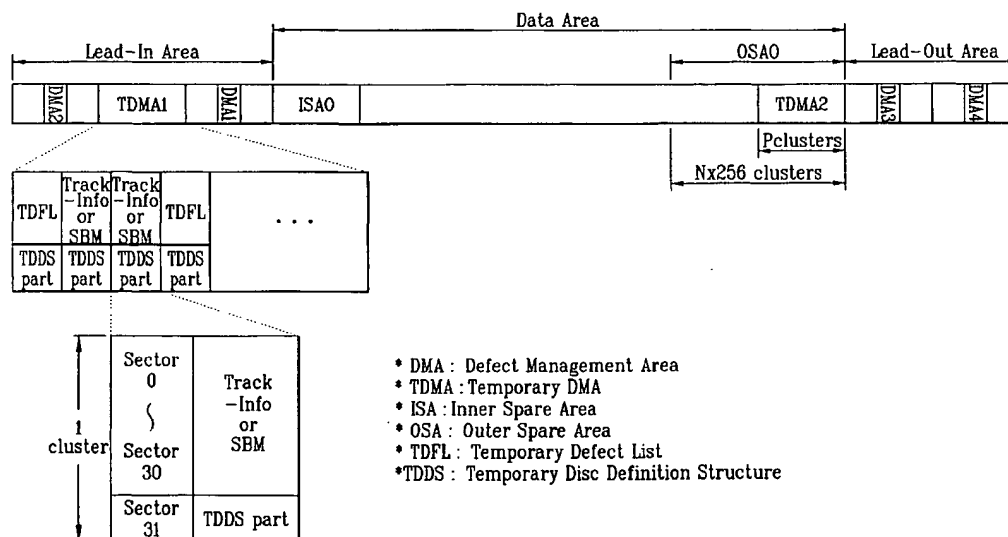 Data Area
Lead-In Area
OSA0
Lead-Out Area
DMA2
TDMA1
DMA1
ISA0
TDMA2
DMA3
DMA4
Pclusters
Nx256 clusters
TDFL
Track
-Info
or
SBM
Track
-Info
or
SBM
TDFL
...
TDDS
part
TDDS
part
TDDS
part
TDDS
part
1
cluster
Sector
0
Sector
30
Track
-Info
or
SBM
Sector
31
TDDS part
* DMA : Defect Management Area
* TDMA : Temporary DMA
* ISA : Inner Spare Area
* OSA : Outer Spare Area
* TDFL : Temporary Defect List
*TDDS : Temporary Disc Definition Structure